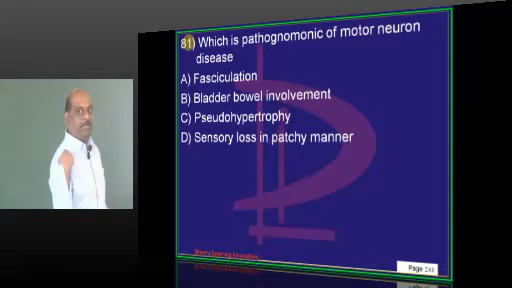 81) Which is pathognomonic of motor neuron
disease
A) Fasciculation
B) Bladder bowel involvement
C) Pseudohypertrophy
D) Sensory loss in patchy manner
Page 144